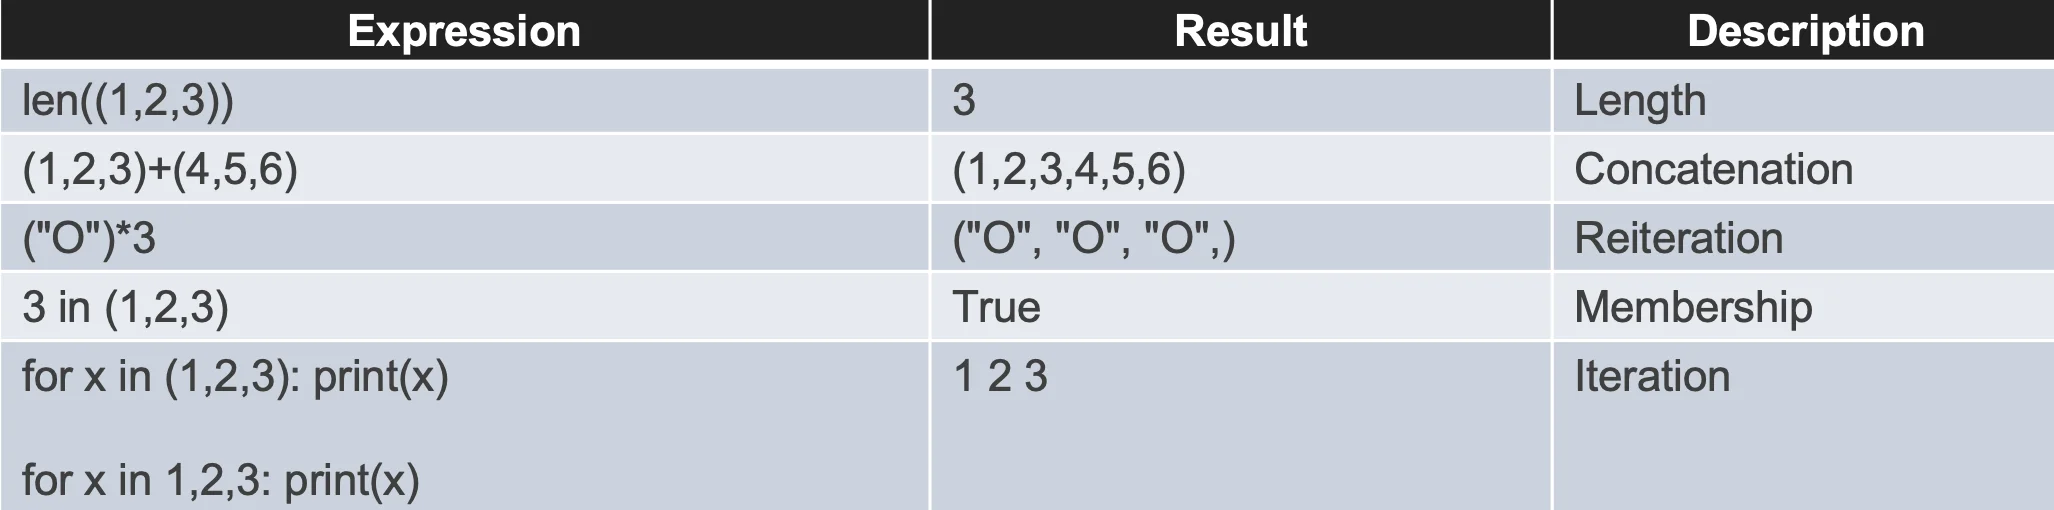 Expression Result Description
len((1,2,3)) 3 Length
(1,2,3)+(4,5,6) (1,2,3,4,5,6) Concatenation
("O")*3 ("O", "O", "O",) Reiteration
3 in (1,2,3) True Membership
for x in (1,2,3): print(x) 1 2 3 Iteration
for x in 1,2,3: print(x)